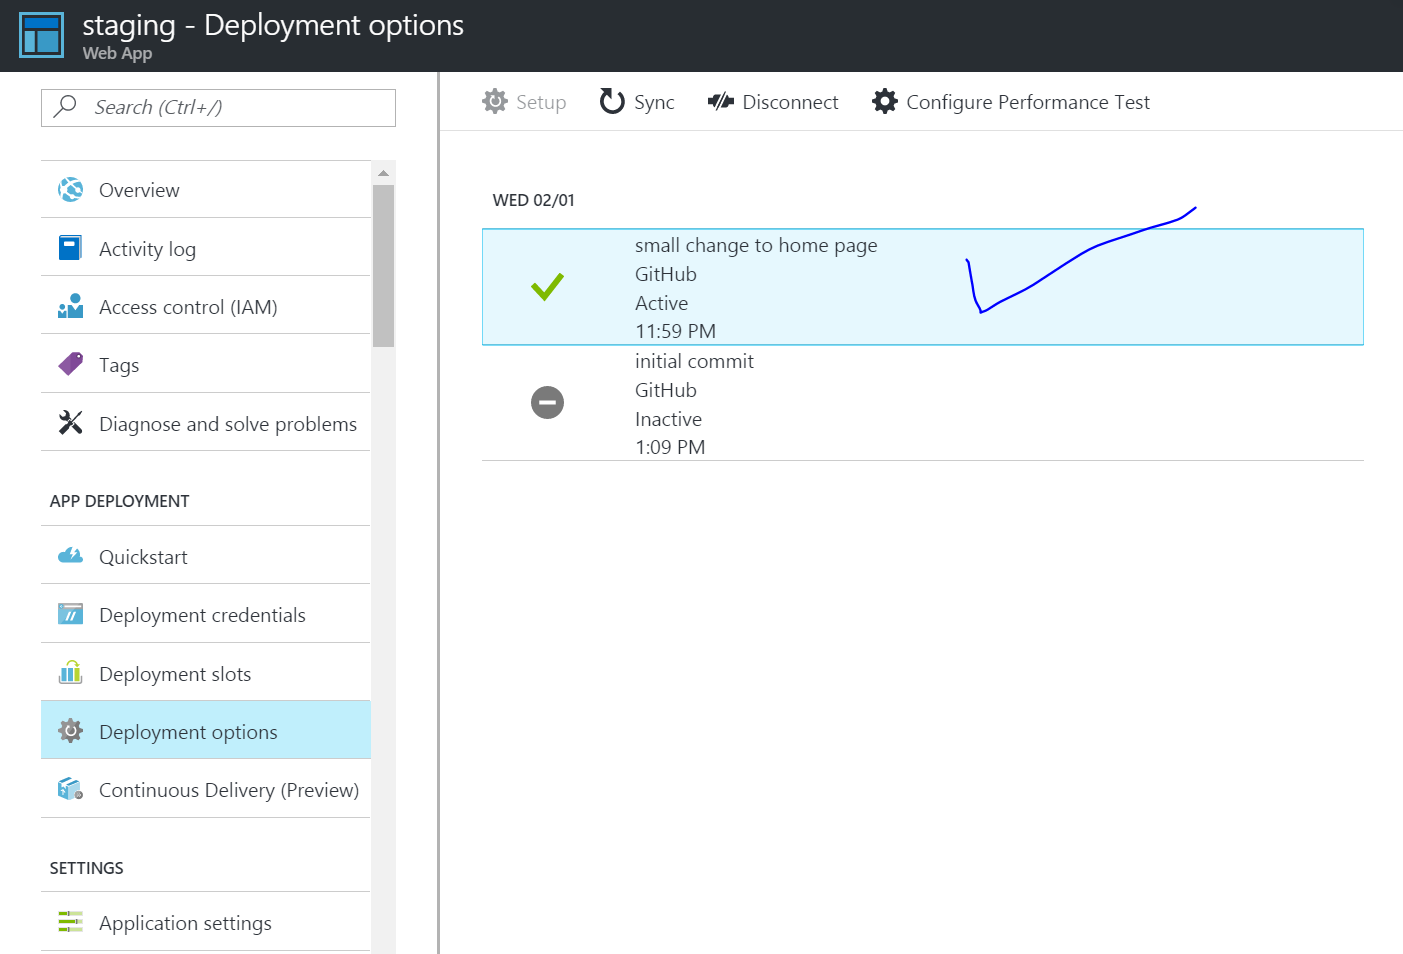 staging - Deployment options
Web App
Search (Ctrl+/)
Overview
Activity log
Access control (IAM)
Tags
Diagnose and solve problems
APP DEPLOYMENT
Quickstart
Deployment credentials
Deployment slots
Deployment options
Continuous Delivery (Preview)
SETTINGS
Application settings
Setup
Sync
Disconnect
Configure Performance Test
WED 02/01
small change to home page
GitHub
Active
11:59 PM
initial commit
GitHub
Inactive
1:09 PM